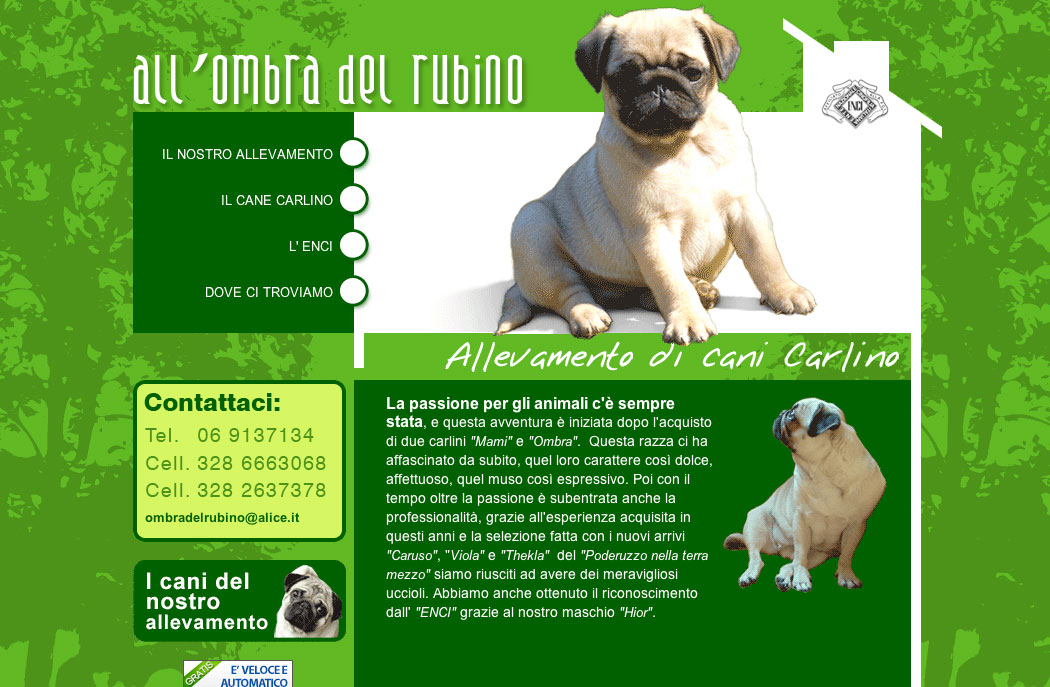 all'ombra del rubino
ENCI
IL NOSTRO ALLEVAMENTO
IL CANE CARLINO
L' ENCI
DOVE CI TROVIAMO
Allevamento di cani Carlino
Contattaci:
Tel. 06 9137134
Cell. 328 6663068
Cell. 328 2637378
ombradelrubino@alice.it
I cani del
nostro
allevamento
GRATIS
E' VELOCE E
AUTOMATICO
La passione per gli animali c'è sempre
stata, e questa avventura è iniziata dopo l'acquisto
di due carlini "Mami" e "Ombra". Questa razza ci ha
affascinato da subito, quel loro carattere così dolce,
affettuoso, quel muso così espressivo. Poi con il
tempo oltre la passione è subentrata anche la
professionalità, grazie all'esperienza acquisita in
questi anni e la selezione fatta con i nuovi arrivi
"Caruso", "Viola" e "Thekla" del "Poderuzzo nella terra
mezzo" siamo riusciti ad avere dei meravigliosi
uccioli. Abbiamo anche ottenuto il riconoscimento
dall' "ENCI" grazie al nostro maschio "Hior".